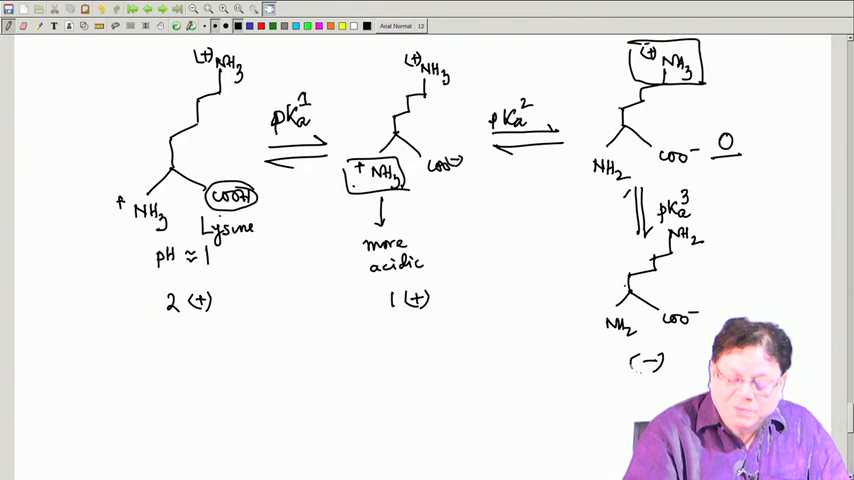 Arial Normal 12
(+) NH3
pKa1
COOH
+ NH3
Lysine
pH ≈ 1
2 (+)
(+) NH3
+ NH3
COO(-)
more
acidic
1 (+)
pKa2
(+) NH3
NH2
COO-
0
pKa3
NH2
NH2
COO-
(-)